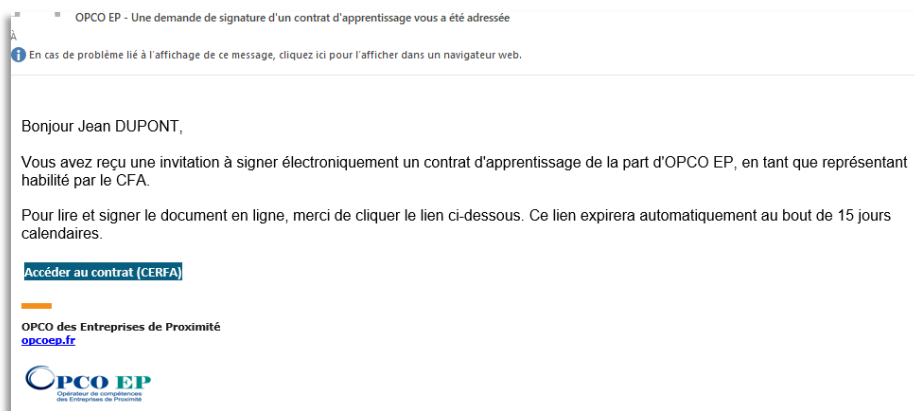 OPCO EP - Une demande de signature d'un contrat d'apprentissage vous a été adressée
À
En cas de problème lié à l'affichage de ce message, cliquez ici pour l'afficher dans un navigateur web.
Bonjour Jean DUPONT,
Vous avez reçu une invitation à signer électroniquement un contrat d'apprentissage de la part d'OPCO EP, en tant que représentant
habilité par le CFA.
Pour lire et signer le document en ligne, merci de cliquer le lien ci-dessous. Ce lien expirera automatiquement au bout de 15 jours
calendaires.
Accéder au contrat (CERFA)
OPCO des Entreprises de Proximité
opcoep.fr
OPCO EP
Opérateur de compétences
des Entreprises de Proximité